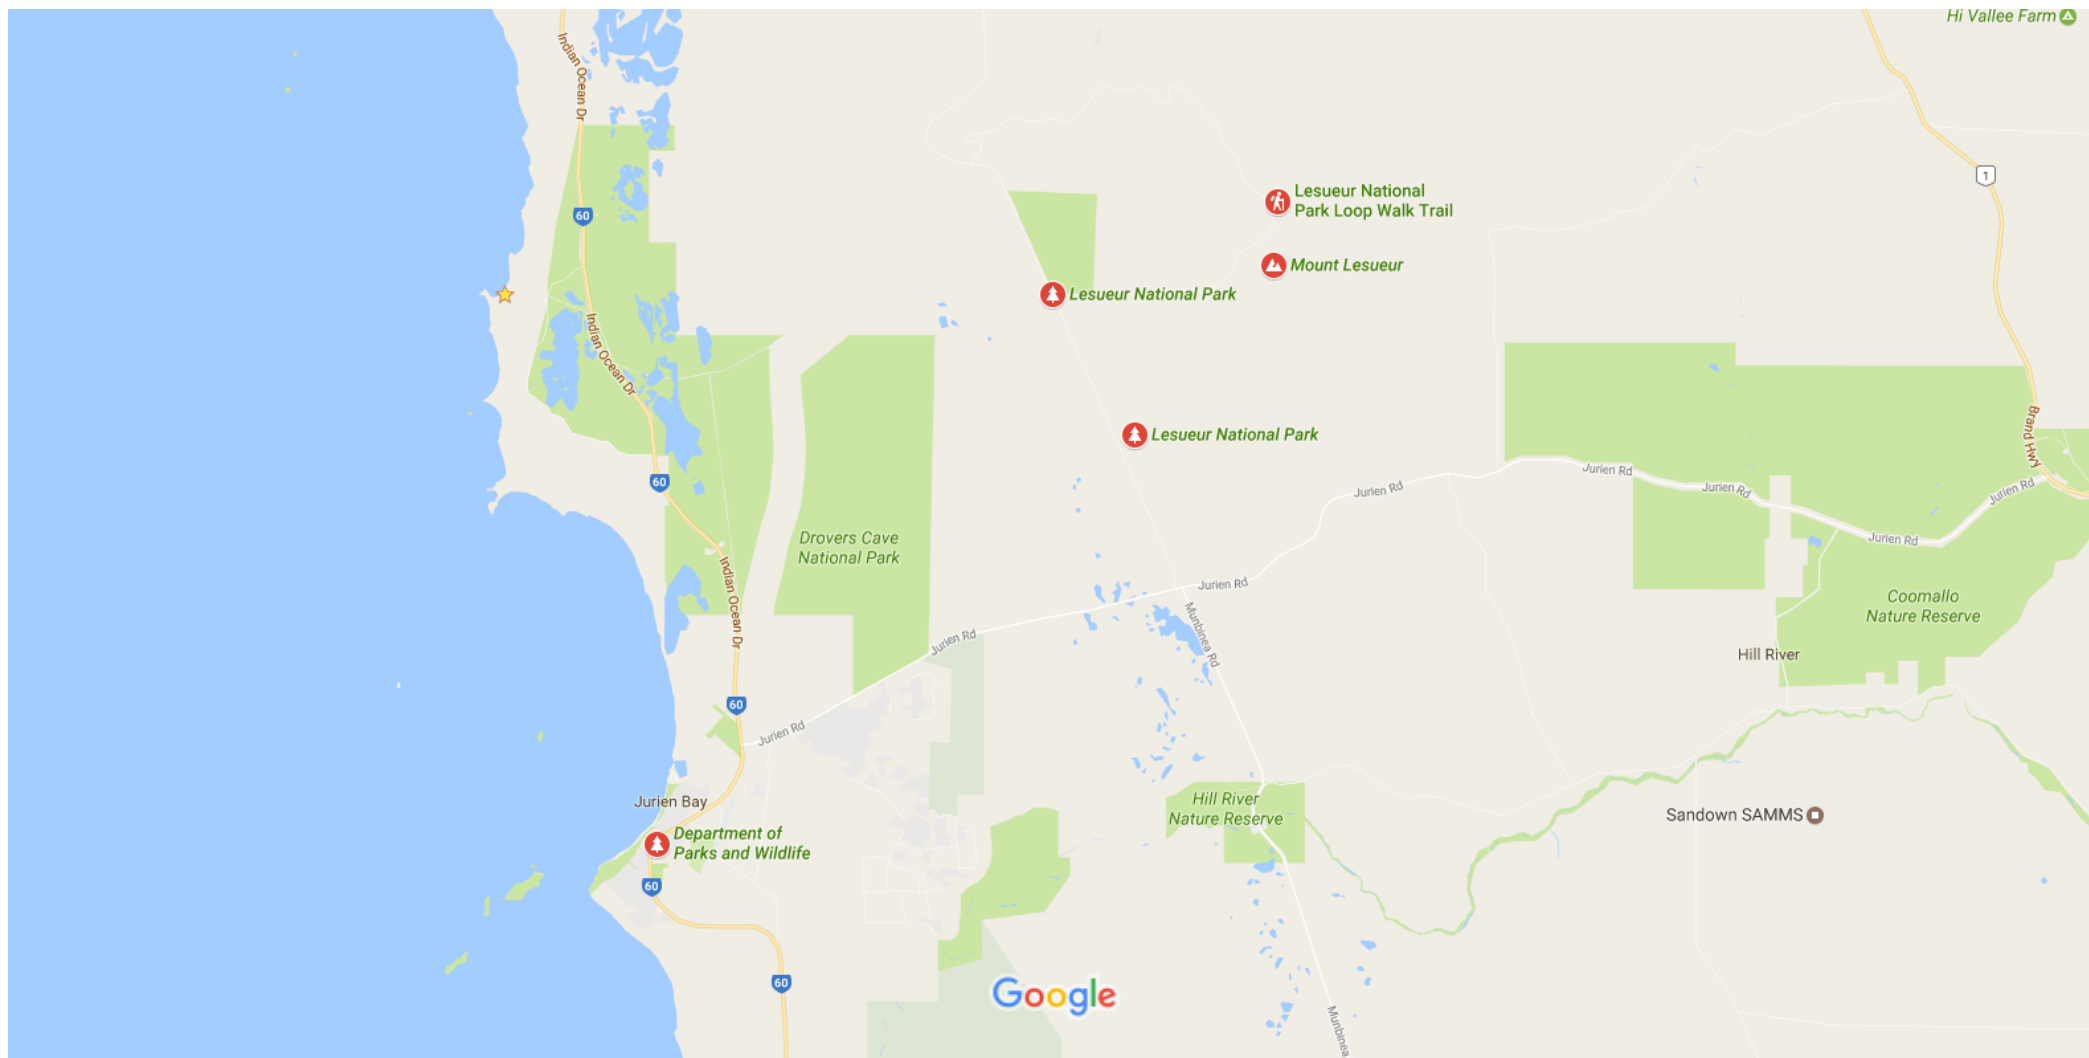 Hi Vallee Farm
Indian Ocean Dr
1
Lesueur National
Park Loop Walk Trail
60
Mount Lesueur
Lesueur National Park
Indian Ocean Dr
Lesueur National Park
Brand Hwy
Jurien Rd
Jurien Rd
Jurien Rd
Jurien Rd
60
Drovers Cave
National Park
Jurien Rd
Indian Ocean Dr
Jurien Rd
Coomallo
Nature Reserve
Munbinea Rd
Jurien Rd
Hill River
60
Jurien Rd
Jurien Bay
Hill River
Nature Reserve
Sandown SAMMS
Department of
Parks and Wildlife
60
60
Google
Munbinea